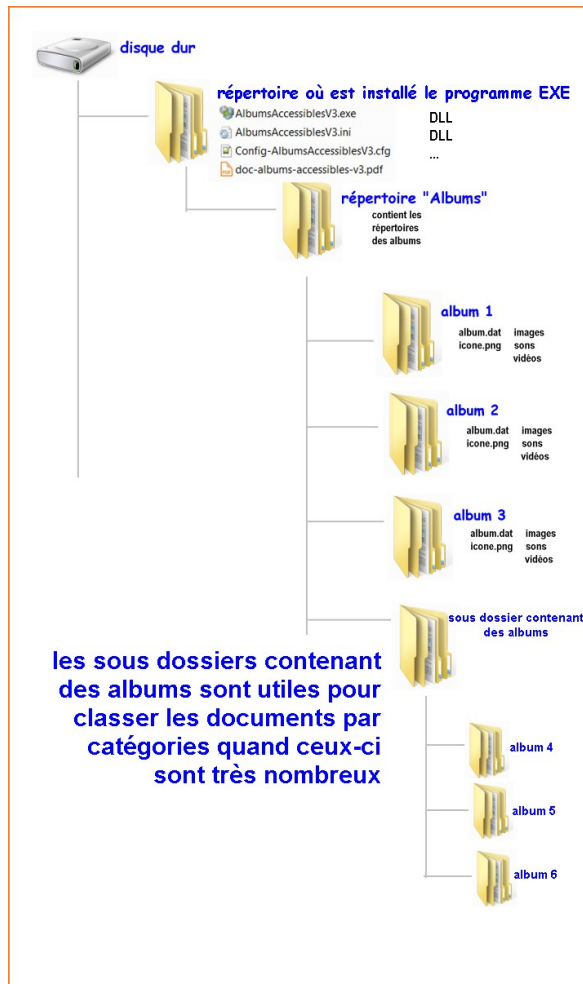 disque dur
répertoire où est installé le programme EXE
AlbumsAccessiblesV3.exe DLL
AlbumsAccessiblesV3.ini DLL
Config-AlbumsAccessiblesV3.cfg ...
doc-albums-accessibles-v3.pdf
répertoire "Albums"
contient les
répertoires
des albums
album 1
album.dat images
icone.png sons
vidéos
album 2
album.dat images
icone.png sons
vidéos
album 3
album.dat images
icone.png sons
vidéos
sous dossier contenant
des albums
les sous dossiers contenant
des albums sont utiles pour
classer les documents par
catégories quand ceux-ci
sont très nombreux
album 4
album 5
album 6